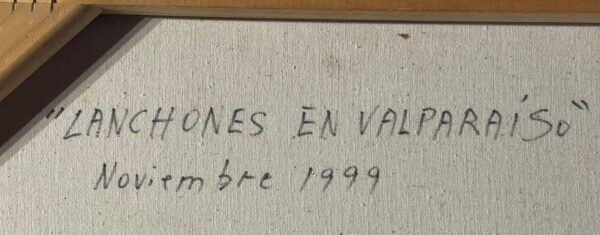 "LANCHONES EN VALPARAÍSO"
Noviembre 1999